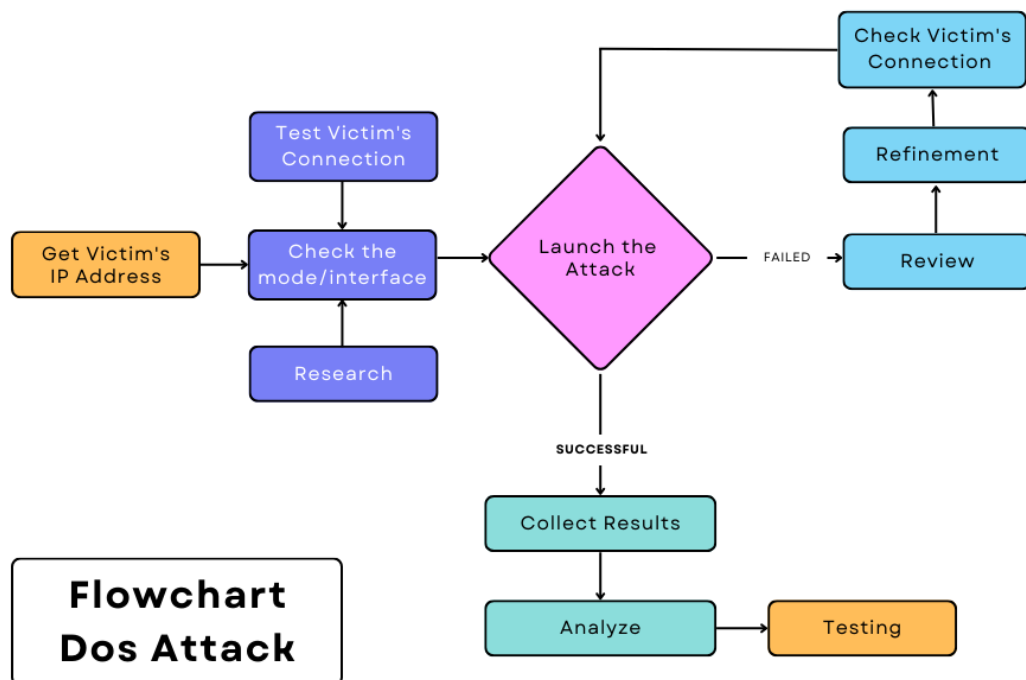 Check Victim's
Connection
Test Victim's
Connection
Refinement
Get Victim's
IP Address
Check the
mode/interface
Launch the
Attack
FAILED
Review
Research
SUCCESSFUL
Collect Results
Analyze
Testing
Flowchart
Dos Attack